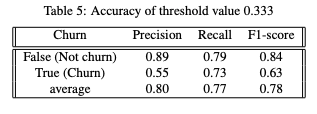 Table 5: Accuracy of threshold value 0.333
Churn Precision Recall F1-score
False (Not churn) 0.89 0.79 0.84
True (Churn) 0.55 0.73 0.63
average 0.80 0.77 0.78